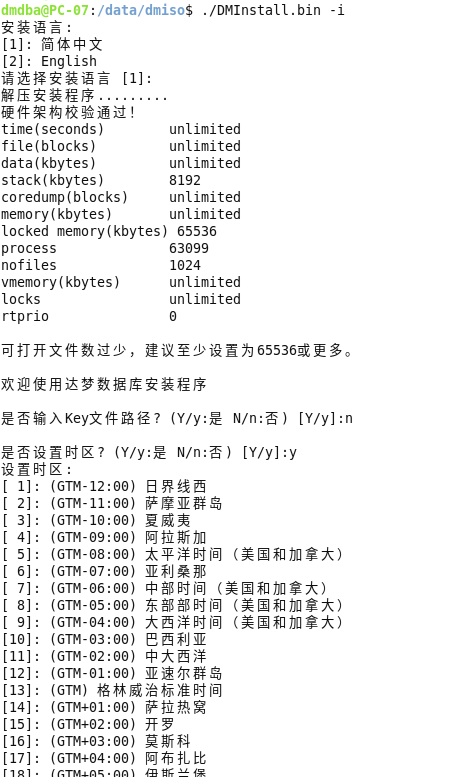 dmdba@PC-07:/data/dmiso$ ./DMInstall.bin -i
安装语言:
[1]: 简体中文
[2]: English
请选择安装语言 [1]:
解压安装程序.........
硬件架构校验通过!
time(seconds)        unlimited
file(blocks)         unlimited
data(kbytes)         unlimited
stack(kbytes)        8192
coredump(blocks)     unlimited
memory(kbytes)       unlimited
locked memory(kbytes) 65536
process              63099
nofiles              1024
vmemory(kbytes)      unlimited
locks                unlimited
rtprio               0
可打开文件数过少，建议至少设置为65536或更多。
欢迎使用达梦数据库安装程序
是否输入Key文件路径? (Y/y:是 N/n:否) [Y/y]:n
是否设置时区? (Y/y:是 N/n:否) [Y/y]:y
设置时区:
[ 1]: (GTM-12:00) 日界线西
[ 2]: (GTM-11:00) 萨摩亚群岛
[ 3]: (GTM-10:00) 夏威夷
[ 4]: (GTM-09:00) 阿拉斯加
[ 5]: (GTM-08:00) 太平洋时间（美国和加拿大）
[ 6]: (GTM-07:00) 亚利桑那
[ 7]: (GTM-06:00) 中部时间（美国和加拿大）
[ 8]: (GTM-05:00) 东部部时间（美国和加拿大）
[ 9]: (GTM-04:00) 大西洋时间（美国和加拿大）
[10]: (GTM-03:00) 巴西利亚
[11]: (GTM-02:00) 中大西洋
[12]: (GTM-01:00) 亚速尔群岛
[13]: (GTM) 格林威治标准时间
[14]: (GTM+01:00) 萨拉热窝
[15]: (GTM+02:00) 开罗
[16]: (GTM+03:00) 莫斯科
[17]: (GTM+04:00) 阿布扎比
[18]: (GTM+05:00) 伊斯兰堡